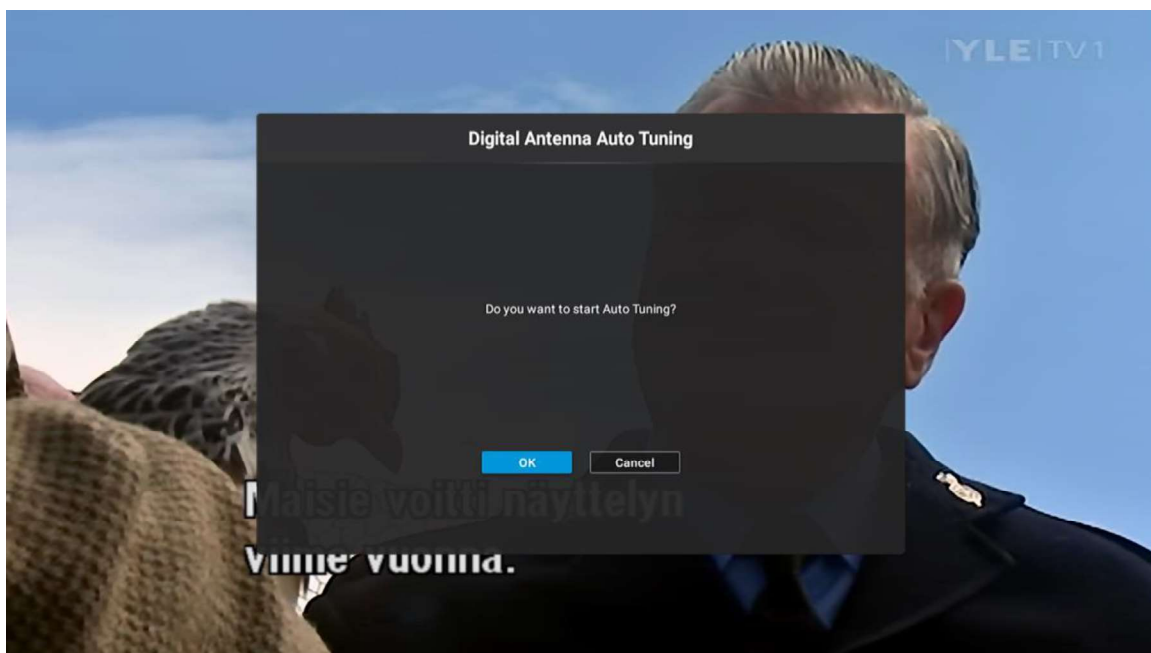 YLE TV1
Digital Antenna Auto Tuning
Do you want to start Auto Tuning?
OK Cancel
Maisie voitti näyttelyn
viime vuonna.